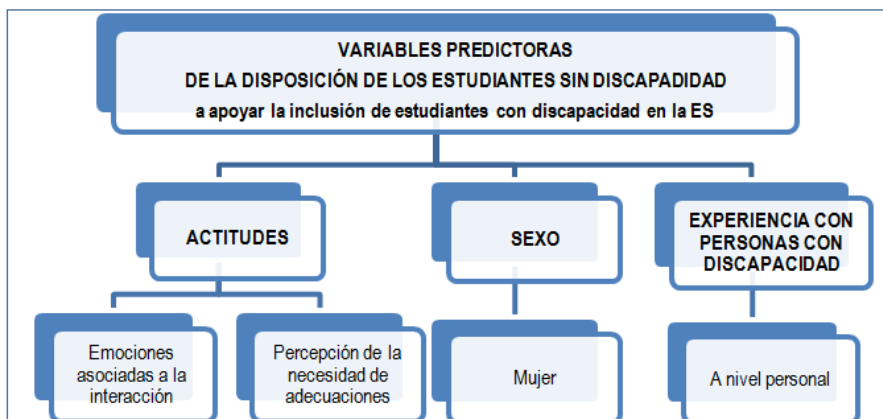 VARIABLES PREDICTORAS
DE LA DISPOSICIÓN DE LOS ESTUDIANTES SIN DISCAPADIDAD
a apoyar la inclusión de estudiantes con discapacidad en la ES
ACTITUDES
SEXO
EXPERIENCIA CON
PERSONAS CON
DISCAPACIDAD
Emociones
asociadas a la
interacción
Percepción de la
necesidad de
adecuaciones
Mujer
A nivel personal